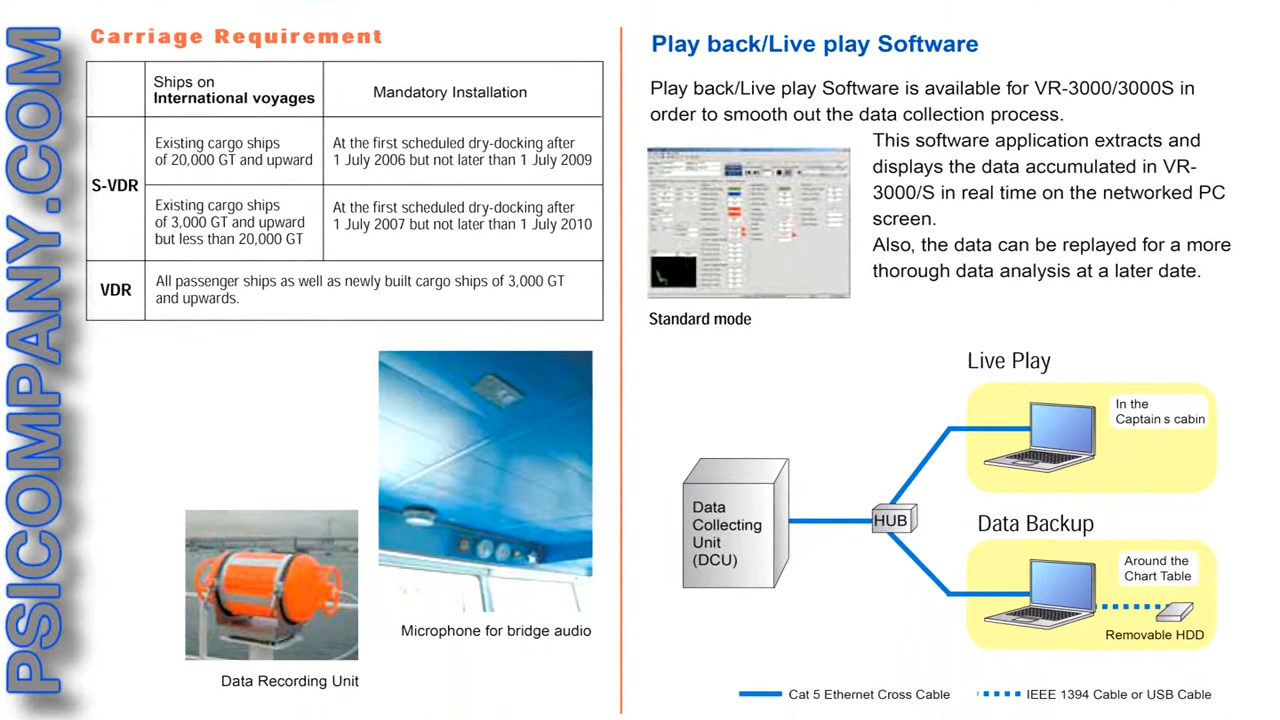 PSICOMPANY.COM
Carriage Requirement
Ships on
International voyages
Mandatory Installation
S-VDR
Existing cargo ships
of 20,000 GT and upward
At the first scheduled dry-docking after
1 July 2006 but not later than 1 July 2009
Existing cargo ships
of 3,000 GT and upward
but less than 20,000 GT
At the first scheduled dry-docking after
1 July 2007 but not later than 1 July 2010
VDR
All passenger ships as well as newly built cargo ships of 3,000 GT
and upwards.
Microphone for bridge audio
Data Recording Unit
Play back/Live play Software
Play back/Live play Software is available for VR-3000/3000S in
order to smooth out the data collection process.
This software application extracts and
displays the data accumulated in VR-
3000/S in real time on the networked PC
screen.
Also, the data can be replayed for a more
thorough data analysis at a later date.
Standard mode
Live Play
In the
Captain s cabin
Data
Collecting
Unit
(DCU)
HUB
Data Backup
Around the
Chart Table
Removable HDD
Cat 5 Ethernet Cross Cable
IEEE 1394 Cable or USB Cable